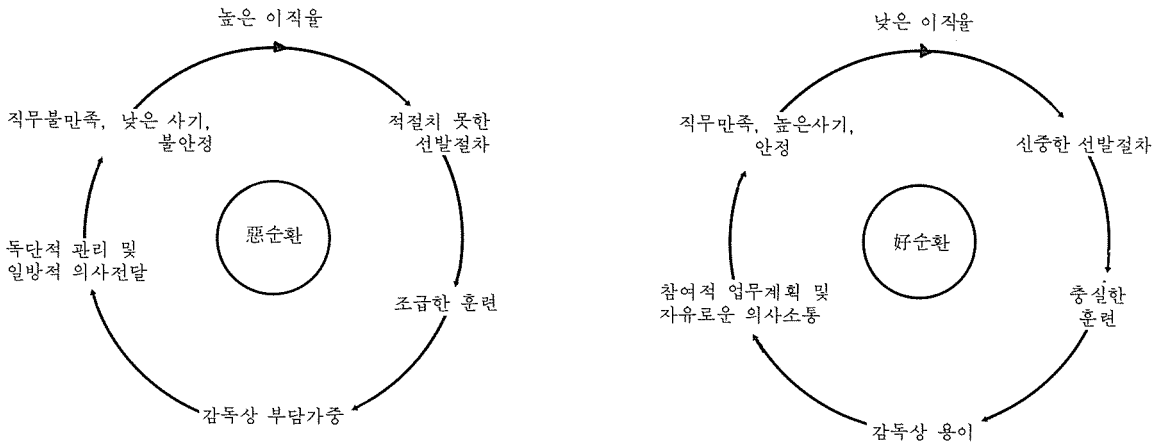 높은 이직율
적절치 못한
선발절차
조급한 훈련
감독상 부담가중
독단적 관리 및
일방적 의사전달
직무불만족, 낮은 사기,
불안정
惡순환
낮은 이직율
신중한 선발절차
충실한
훈련
감독상 용이
참여적 업무계획 및
자유로운 의사소통
직무만족, 높은사기,
안정
好순환